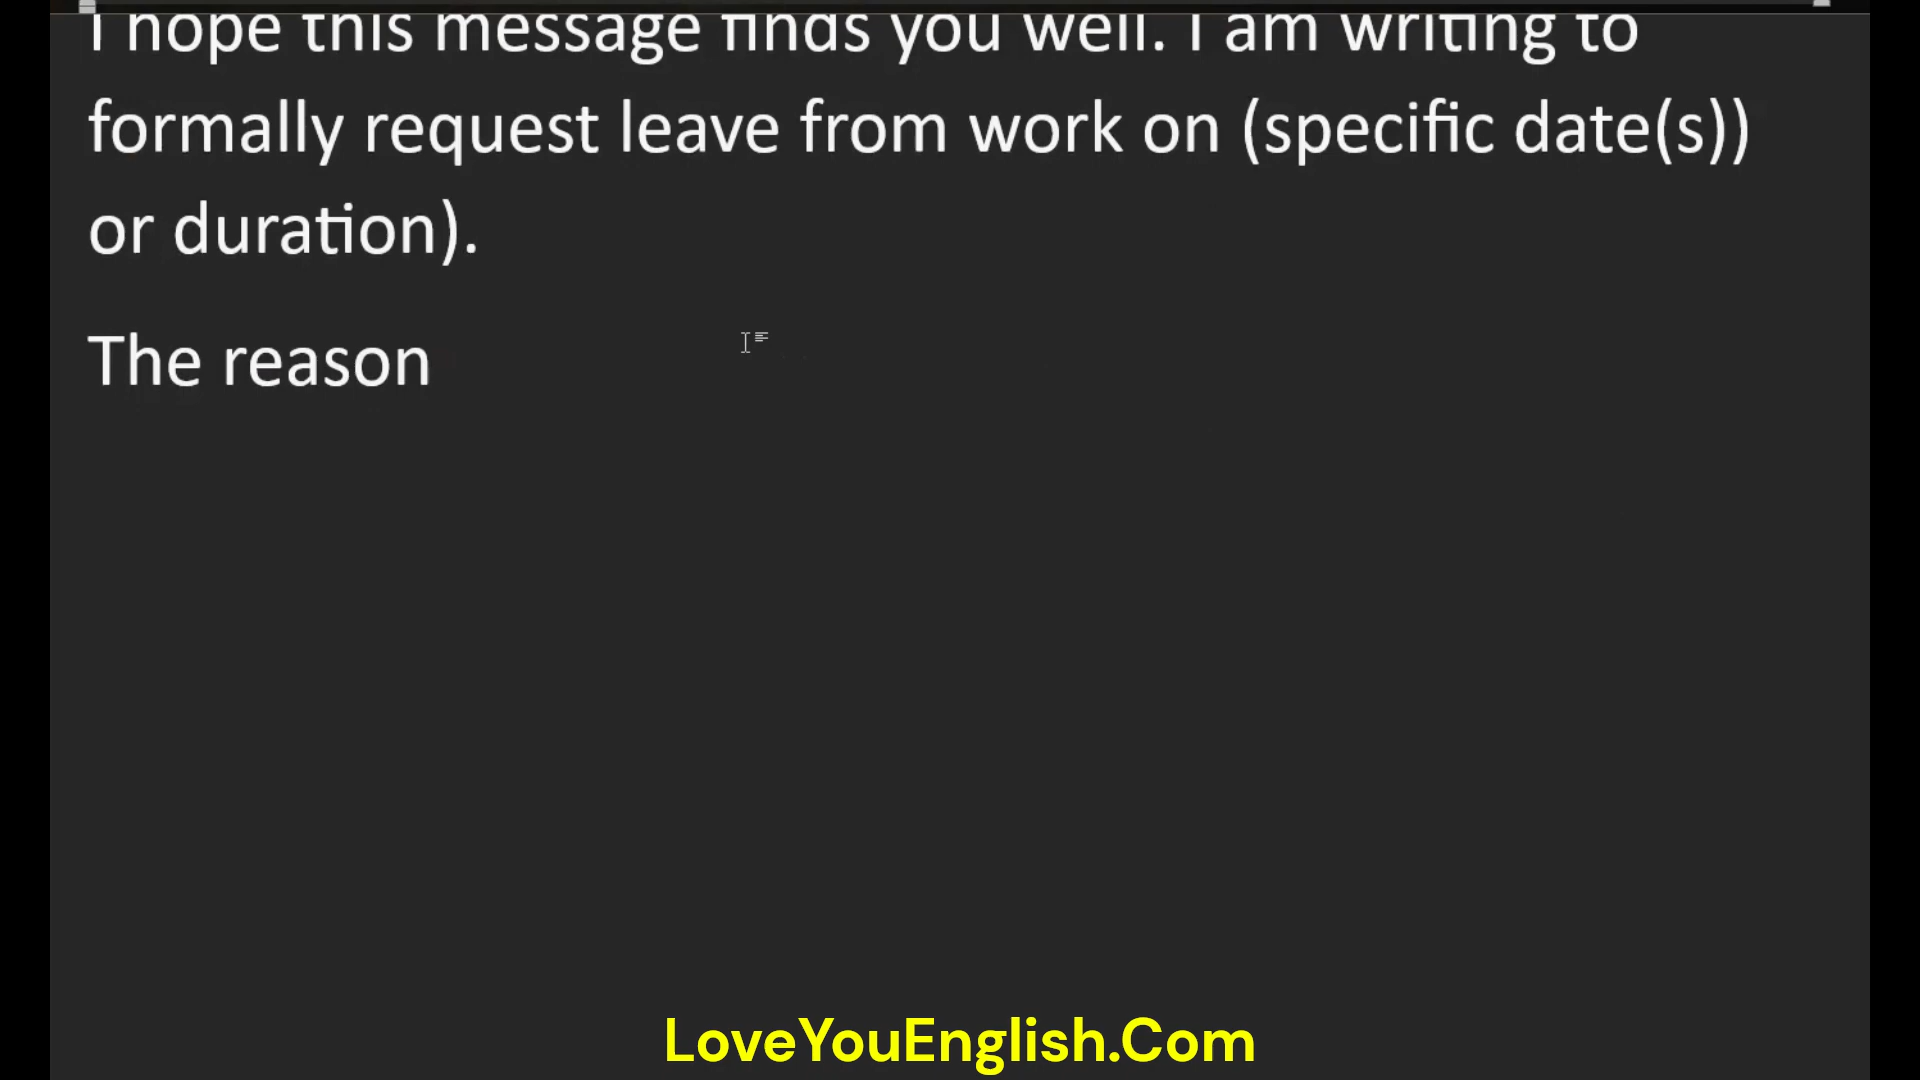 I hope this message finds you well. I am writing to
formally request leave from work on (specific date(s))
or duration).
The reason
LoveYouEnglish.Com